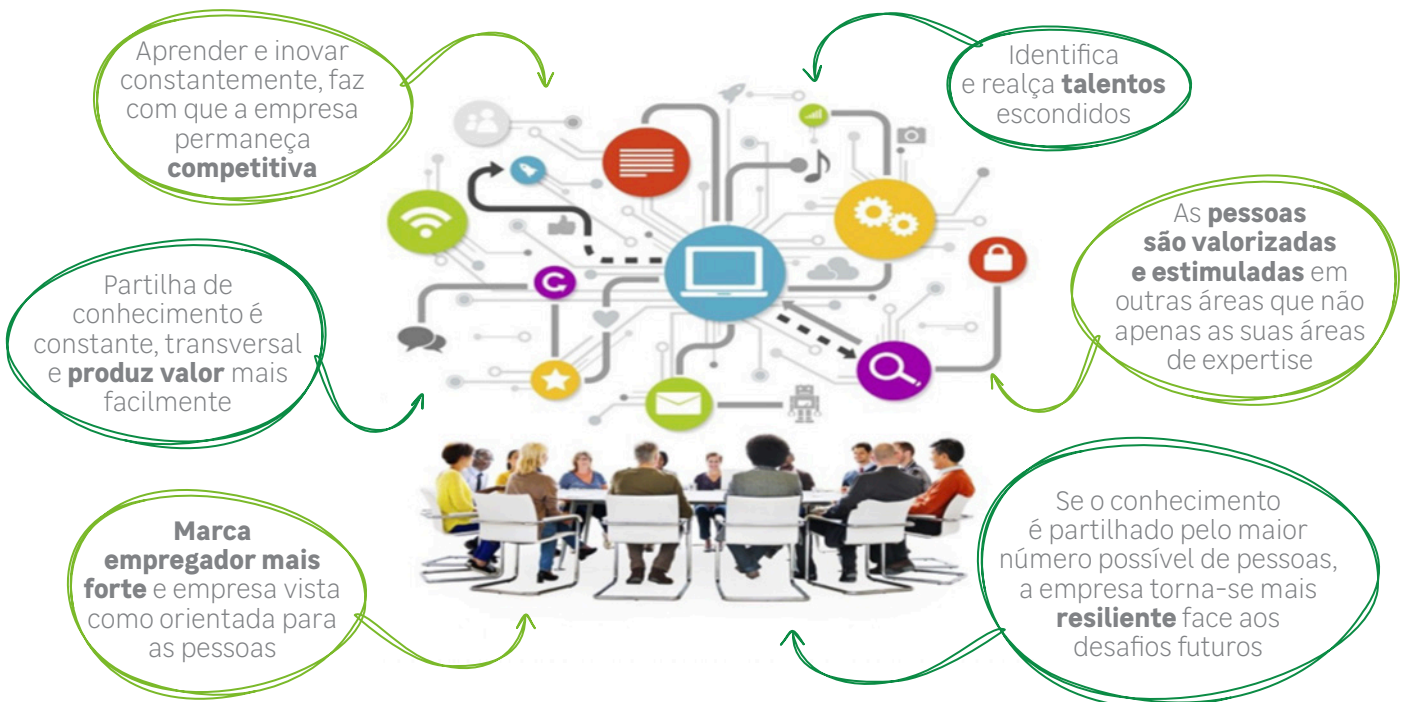 Aprender e inovar
constantemente, faz
com que a empresa
permaneça
competitiva
Identifica
e realça talentos
escondidos
As pessoas
são valorizadas
e estimuladas em
outras áreas que não
apenas as suas áreas
de expertise
Partilha de
conhecimento é
constante, transversal
e produz valor mais
facilmente
Marca
empregador mais
forte e empresa vista
como orientada para
as pessoas
Se o conhecimento
é partilhado pelo maior
número possível de pessoas,
a empresa torna-se mais
resiliente face aos
desafios futuros